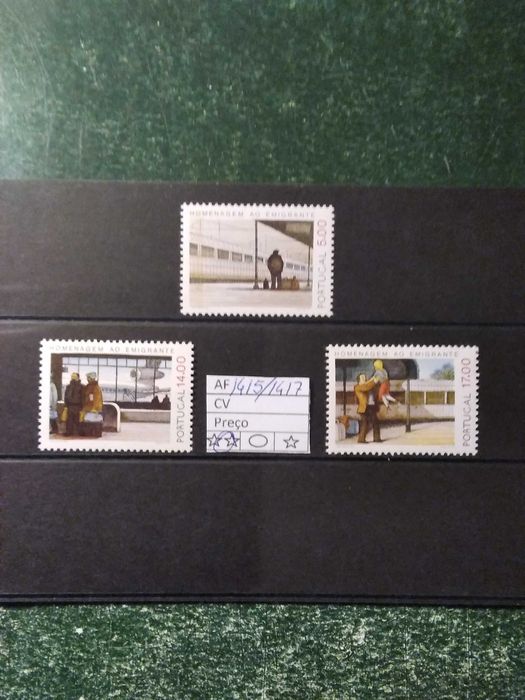 HOMENAGEM AO EMIGRANTE
PORTUGAL 5.00
HOMENAGEM AO EMIGRANTE
PORTUGAL 14.00
AF 1415/1417
CV
Preço
HOMENAGEM AO EMIGRANTE
PORTUGAL 17.00